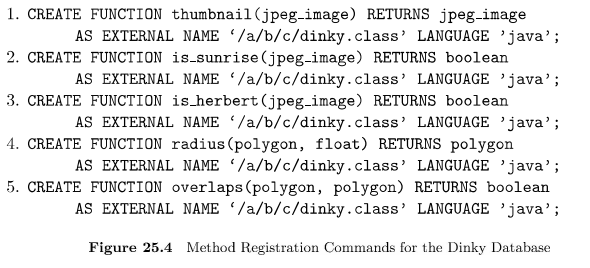 1. CREATE FUNCTION thumbnail(jpeg_image) RETURNS jpeg_image
AS EXTERNAL NAME ‘/a/b/c/dinky.class’ LANGUAGE ’java’;
2. CREATE FUNCTION is_sunrise(jpeg_image) RETURNS boolean
AS EXTERNAL NAME ‘/a/b/c/dinky.class’ LANGUAGE ’java’;
3. CREATE FUNCTION is_herbert(jpeg_image) RETURNS boolean
AS EXTERNAL NAME ‘/a/b/c/dinky.class’ LANGUAGE ’java’;
4. CREATE FUNCTION radius(polygon, float) RETURNS polygon
AS EXTERNAL NAME ‘/a/b/c/dinky.class’ LANGUAGE ’java’;
5. CREATE FUNCTION overlaps(polygon, polygon) RETURNS boolean
AS EXTERNAL NAME ‘/a/b/c/dinky.class’ LANGUAGE ’java’;
Figure 25.4 Method Registration Commands for the Dinky Database